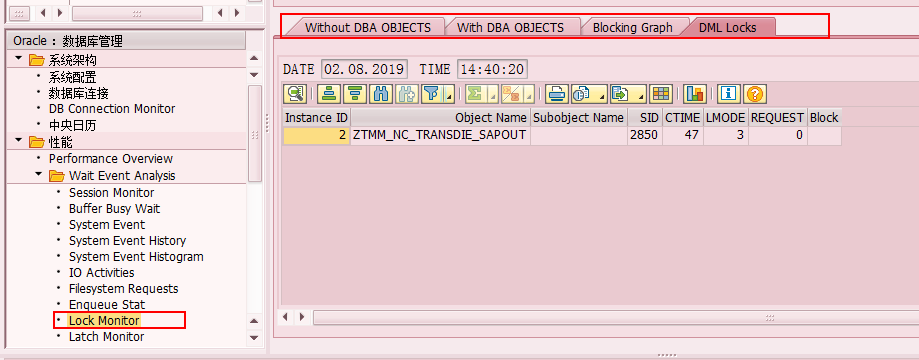 Oracle : 数据库管理
系统架构
系统配置
数据库连接
DB Connection Monitor
中央日历
性能
Performance Overview
Wait Event Analysis
Session Monitor
Buffer Busy Wait
System Event
System Event History
System Event Histogram
IO Activities
Filesystem Requests
Enqueue Stat
Lock Monitor
Latch Monitor
Without DBA OBJECTS With DBA OBJECTS Blocking Graph DML Locks
DATE 02.08.2019 TIME 14:40:20
Instance ID Object Name Subobject Name SID CTIME LMODE REQUEST Block
2 ZTMM_NC_TRANSDIE_SAPOUT 2850 47 3 0